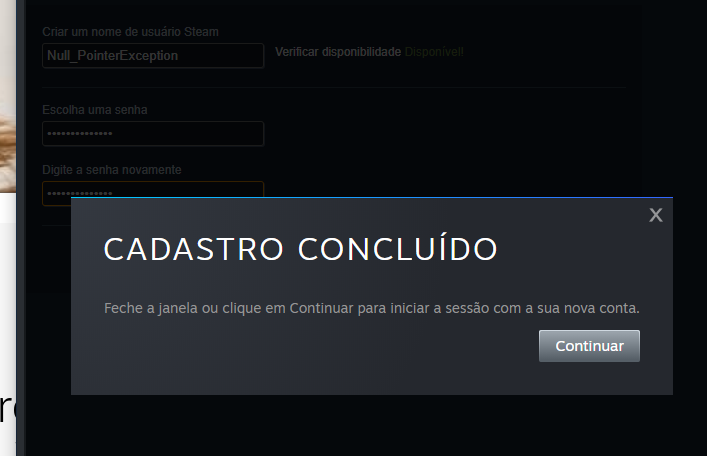 Criar um nome de usuário Steam
Null_PointerException
Verificar disponibilidade Disponível!
Escolha uma senha
••••••••••••••
Digite a senha novamente
••••••••••••••
X
CADASTRO CONCLUÍDO
Feche a janela ou clique em Continuar para iniciar a sessão com a sua nova conta.
Continuar